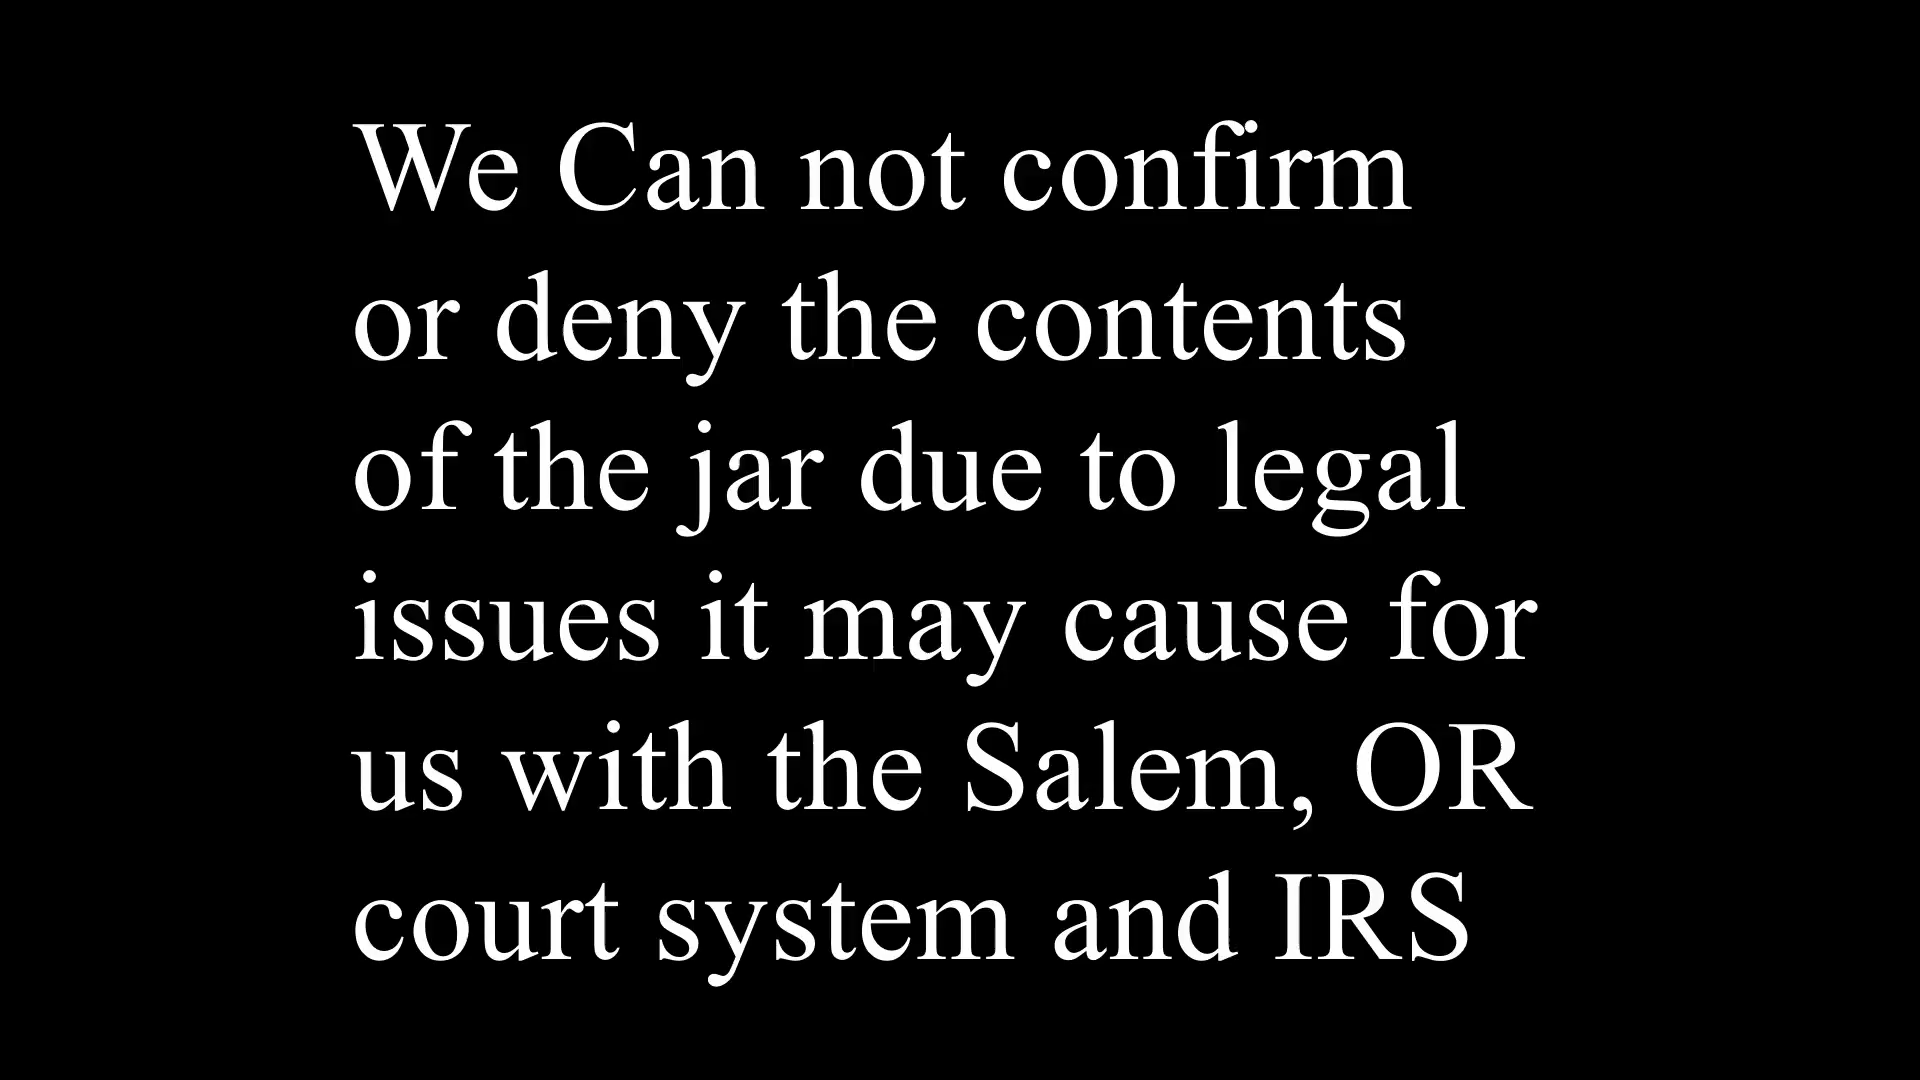 We Can not confirm
or deny the contents
of the jar due to legal
issues it may cause for
us with the Salem, OR
court system and IRS